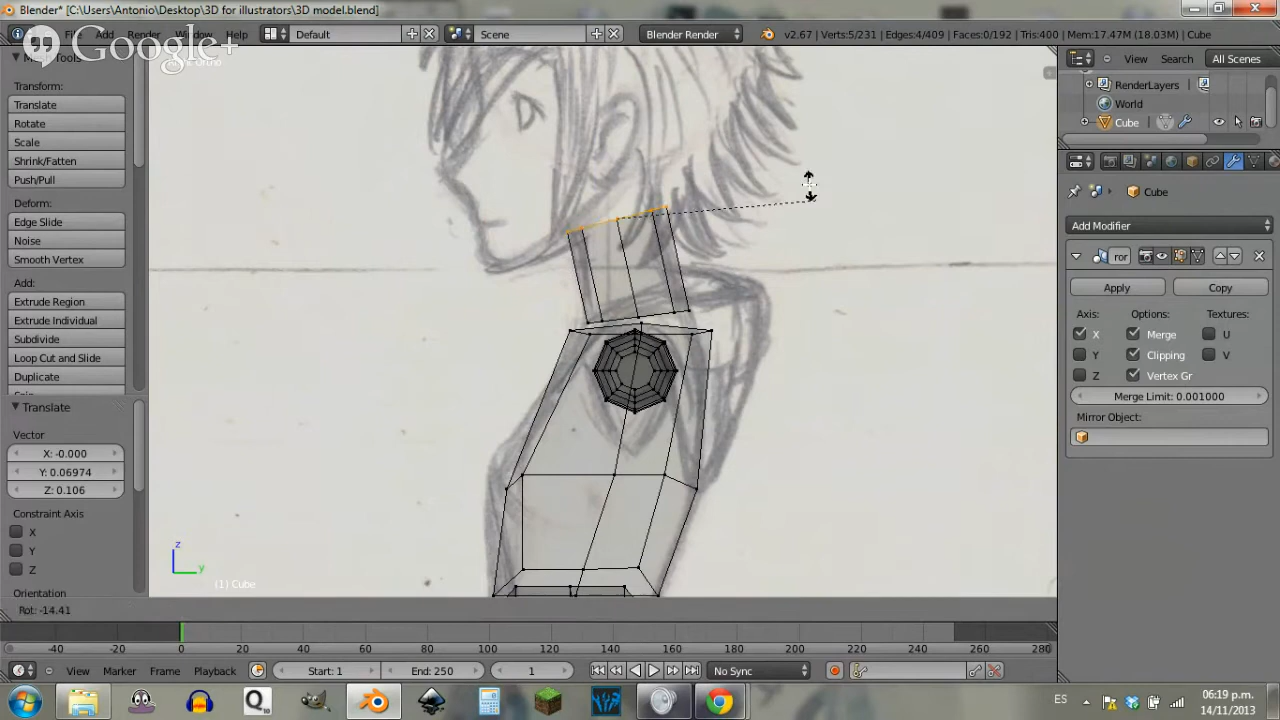 Blender* [C:\Users\Antonio\Desktop\3D for illustrators\3D model.blend]
File Add Render Window Help
Default
Scene
Blender Render
v2.67 | Verts:5/231 | Edges:4/409 | Faces:0/192 | Tris:400 | Mem:17.47M (18.03M) | Cube
Google+
Mesh Tools
Transform:
Translate
Rotate
Scale
Shrink/Fatten
Push/Pull
Deform:
Edge Slide
Noise
Smooth Vertex
Add:
Extrude Region
Extrude Individual
Subdivide
Loop Cut and Slide
Duplicate
Translate
Vector
X: -0.000
Y: 0.06974
Z: 0.106
Constraint Axis
X
Y
Z
Orientation
z
y
(1) Cube
Rot: -14.41
View Search All Scenes
RenderLayers
World
Cube
Cube
Add Modifier
ror
Apply Copy
Axis: Options: Textures:
X Merge U
Y Clipping V
Z Vertex Gr
Merge Limit: 0.001000
Mirror Object:
-40 -20 0 20 40 60 80 100 120 140 160 180 200 220 240 260 280
View Marker Frame Playback
Start: 1
End: 250
1
No Sync
ES
06:19 p.m.
14/11/2013